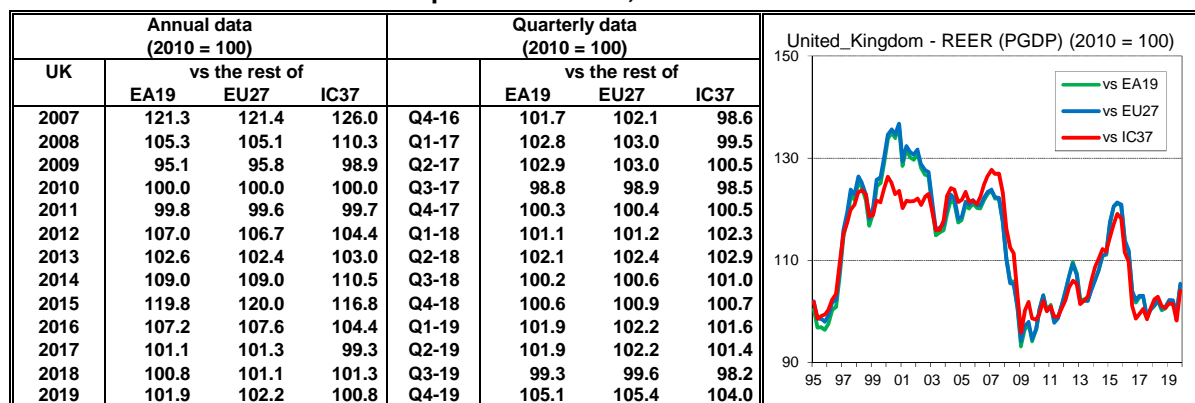 Annual data Quarterly data
(2010 = 100) (2010 = 100)
UK vs the rest of vs the rest of
EA19 EU27 IC37 EA19 EU27 IC37
2007 121.3 121.4 126.0 Q4-16 101.7 102.1 98.6
2008 105.3 105.1 110.3 Q1-17 102.8 103.0 99.5
2009 95.1 95.8 98.9 Q2-17 102.9 103.0 100.5
2010 100.0 100.0 100.0 Q3-17 98.8 98.9 98.5
2011 99.8 99.6 99.7 Q4-17 100.3 100.4 100.5
2012 107.0 106.7 104.4 Q1-18 101.1 101.2 102.3
2013 102.6 102.4 103.0 Q2-18 102.1 102.4 102.9
2014 109.0 109.0 110.5 Q3-18 100.2 100.6 101.0
2015 119.8 120.0 116.8 Q4-18 100.6 100.9 100.7
2016 107.2 107.6 104.4 Q1-19 101.9 102.2 101.6
2017 101.1 101.3 99.3 Q2-19 101.9 102.2 101.4
2018 100.8 101.1 101.3 Q3-19 99.3 99.6 98.2
2019 101.9 102.2 100.8 Q4-19 105.1 105.4 104.0
United_Kingdom - REER (PGDP) (2010 = 100)
150
vs EA19
vs EU27
vs IC37
130
110
90
95 97 99 01 03 05 07 09 11 13 15 17 19